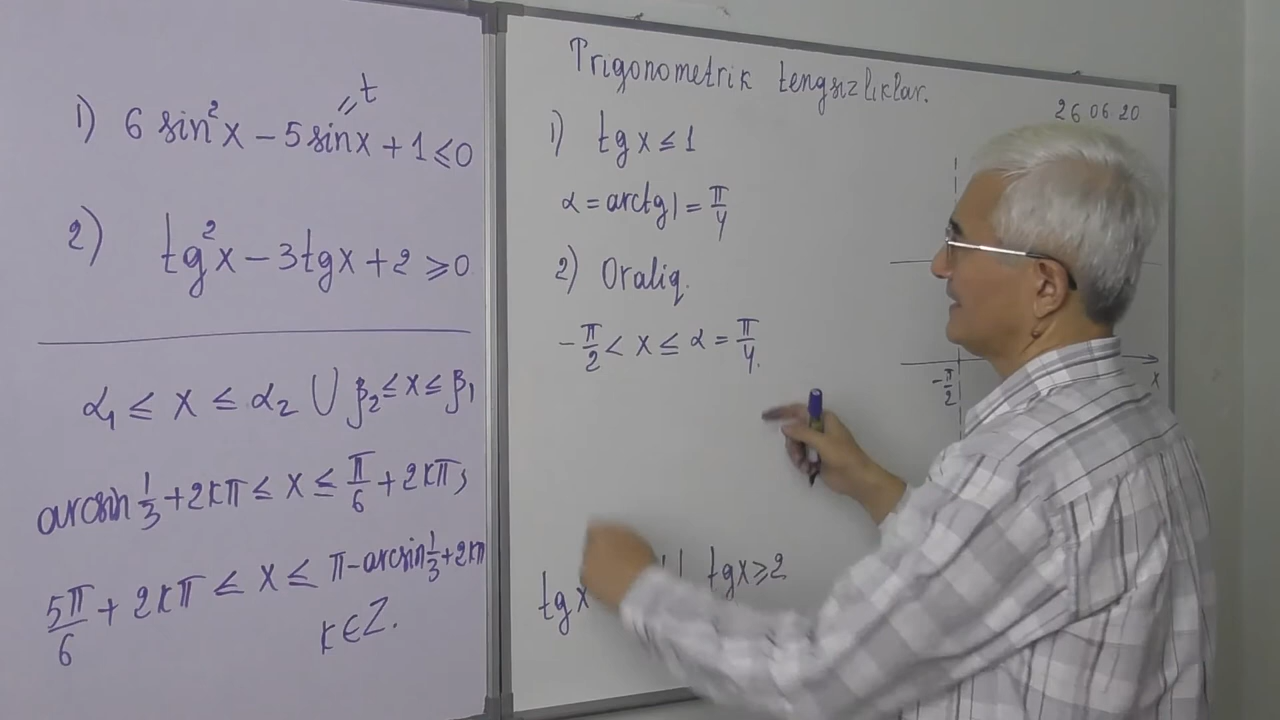 1) 6 sin²x − 5 sinx + 1 ≤ 0
= t
2) tg²x − 3tgx + 2 ≥ 0
α₁ ≤ x ≤ α₂ ∪ β₂ ≤ x ≤ β₁
arcsin 1/3 + 2kπ ≤ x ≤ π/6 + 2kπ;
5π/6 + 2kπ ≤ x ≤ π − arcsin 1/3 + 2kπ
k ∈ Z.
Trigonometrik tengsizliklar.
26 06 20
1) tg x ≤ 1
α = arctg1 = π/4
2) Oraliq.
−π/2 < x ≤ α = π/4.
tgx
tgx ≥ 2
−π/2
x